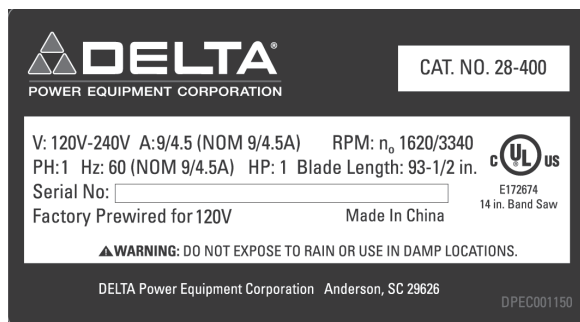 DELTA®
POWER EQUIPMENT CORPORATION
CAT. NO. 28-400
V: 120V-240V A:9/4.5 (NOM 9/4.5A) RPM: nₒ 1620/3340
PH:1 Hz: 60 (NOM 9/4.5A) HP: 1 Blade Length: 93-1/2 in.
Serial No:
Factory Prewired for 120V Made In China
C UL US
E172674
14 in. Band Saw
⚠WARNING: DO NOT EXPOSE TO RAIN OR USE IN DAMP LOCATIONS.
DELTA Power Equipment Corporation Anderson, SC 29626
DPEC001150